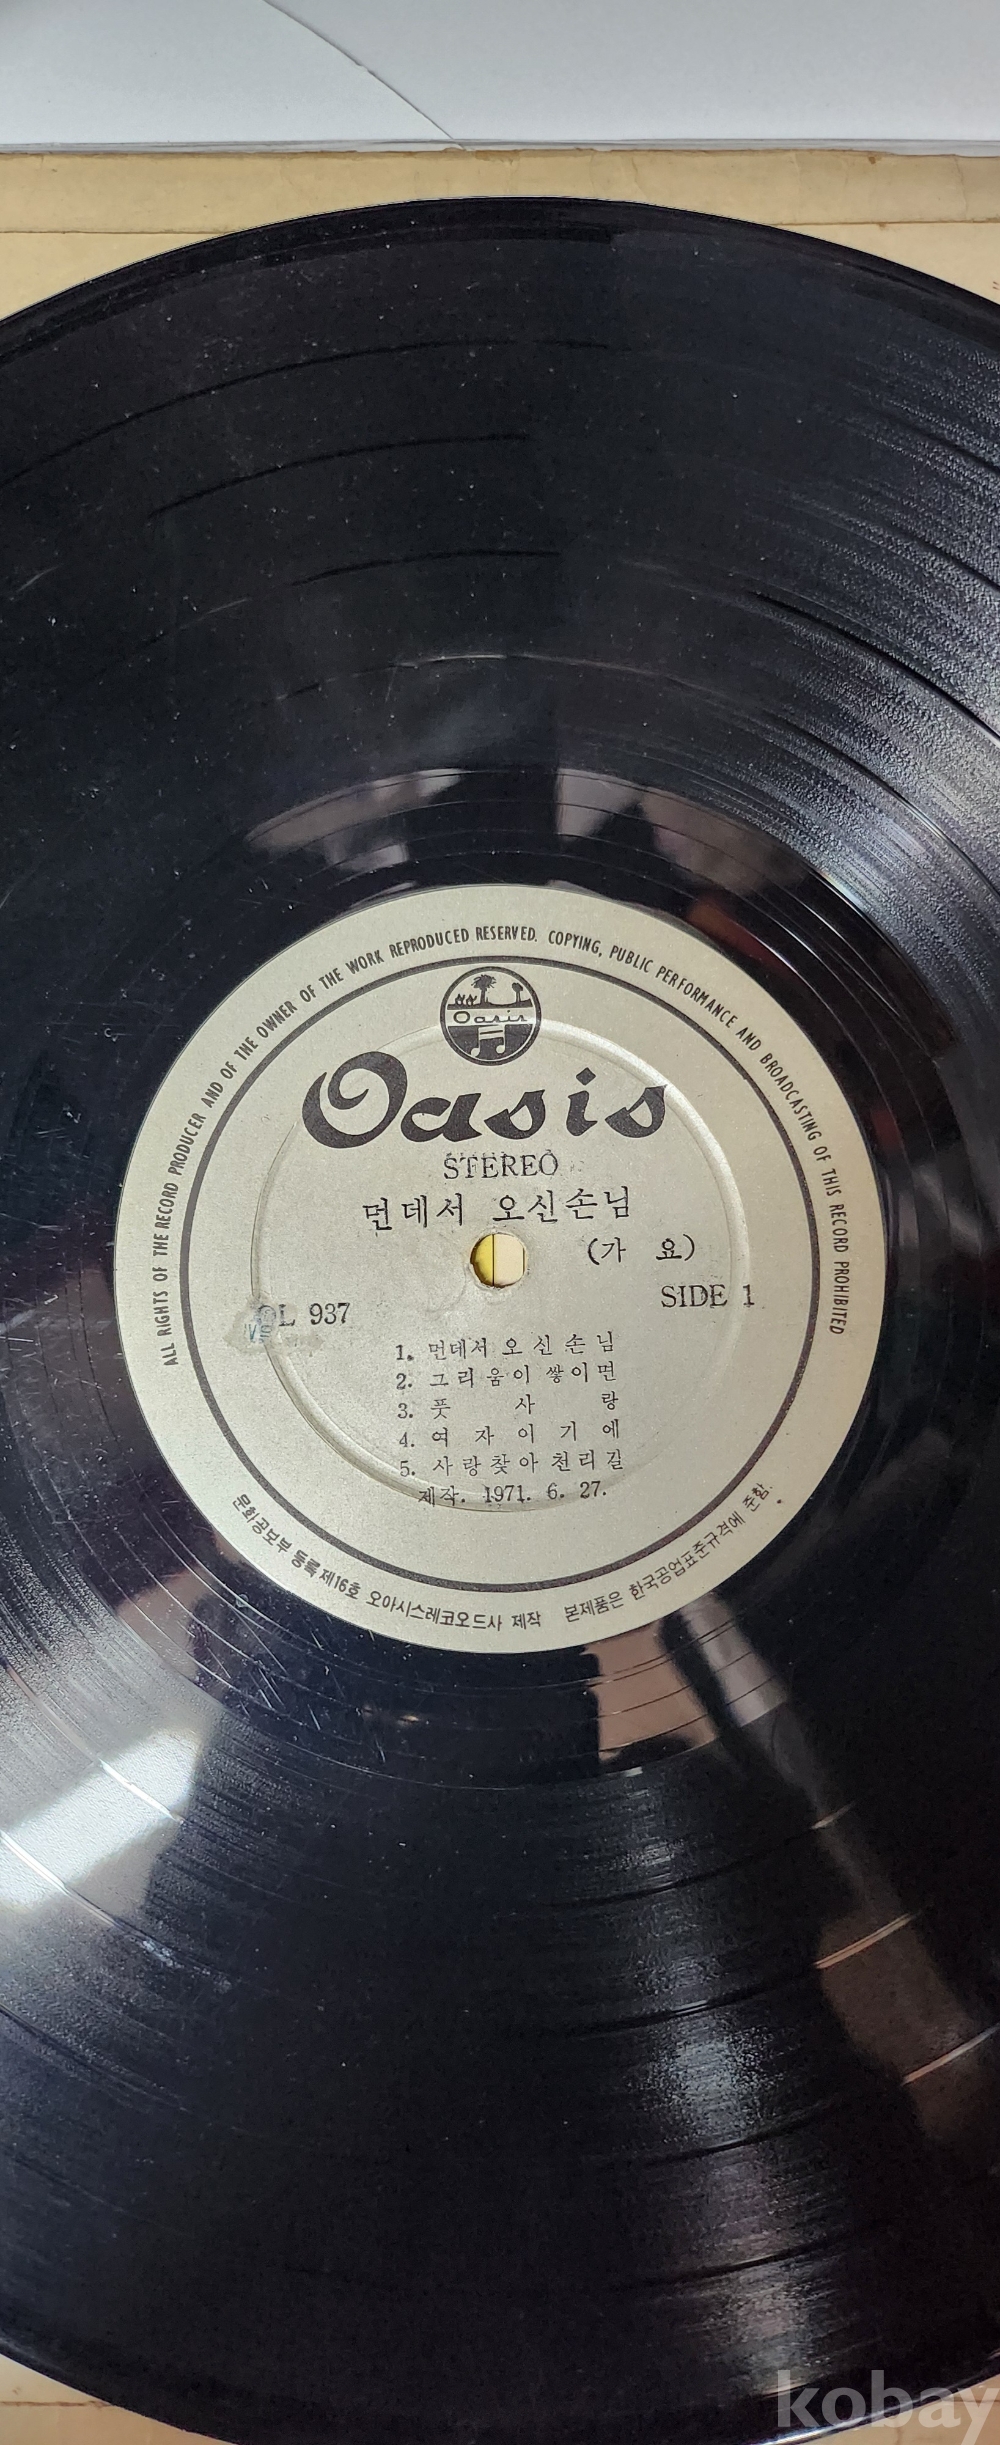 ALL RIGHTS OF THE RECORD PRODUCER AND OF THE OWNER OF THE WORK REPRODUCED RESERVED. COPYING, PUBLIC PERFORMANCE AND BROADCASTING OF THIS RECORD PROHIBITED
Oasis
Oasis
STEREO
먼데서 오신손님
(가 요)
OL 937
SIDE 1
1. 먼데서 오 신 손 님
2. 그 리 움 이 쌓 이 면
3. 풋 사 랑
4. 여 자 이 기 에
5. 사 랑 찾 아 천 리 길
제작. 1971. 6. 27.
문화공보부 등록 제16호 오아시스레코오드사 제작 본제품은 한국공업표준규격에 준함.
kobay